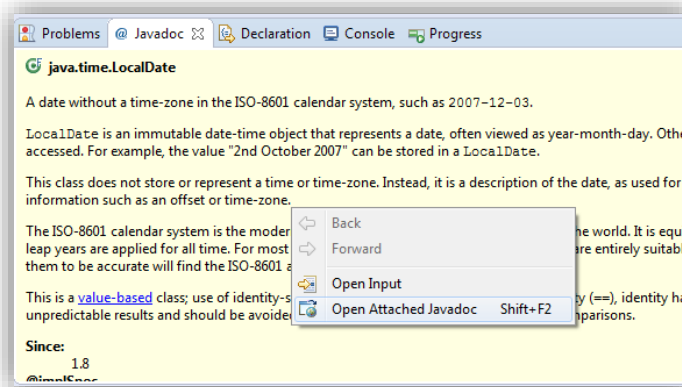 Problems @ Javadoc Declaration Console Progress
java.time.LocalDate
A date without a time-zone in the ISO-8601 calendar system, such as 2007-12-03.
LocalDate is an immutable date-time object that represents a date, often viewed as year-month-day. Othe
accessed. For example, the value "2nd October 2007" can be stored in a LocalDate.
This class does not store or represent a time or time-zone. Instead, it is a description of the date, as used for
information such as an offset or time-zone.
The ISO-8601 calendar system is the moder he world. It is equ
leap years are applied for all time. For most are entirely suitabl
them to be accurate will find the ISO-8601 a
This is a value-based class; use of identity-s y (==), identity ha
unpredictable results and should be avoided nparisons.
Since:
1.8
@implSpec
Back
Forward
Open Input
Open Attached Javadoc Shift+F2